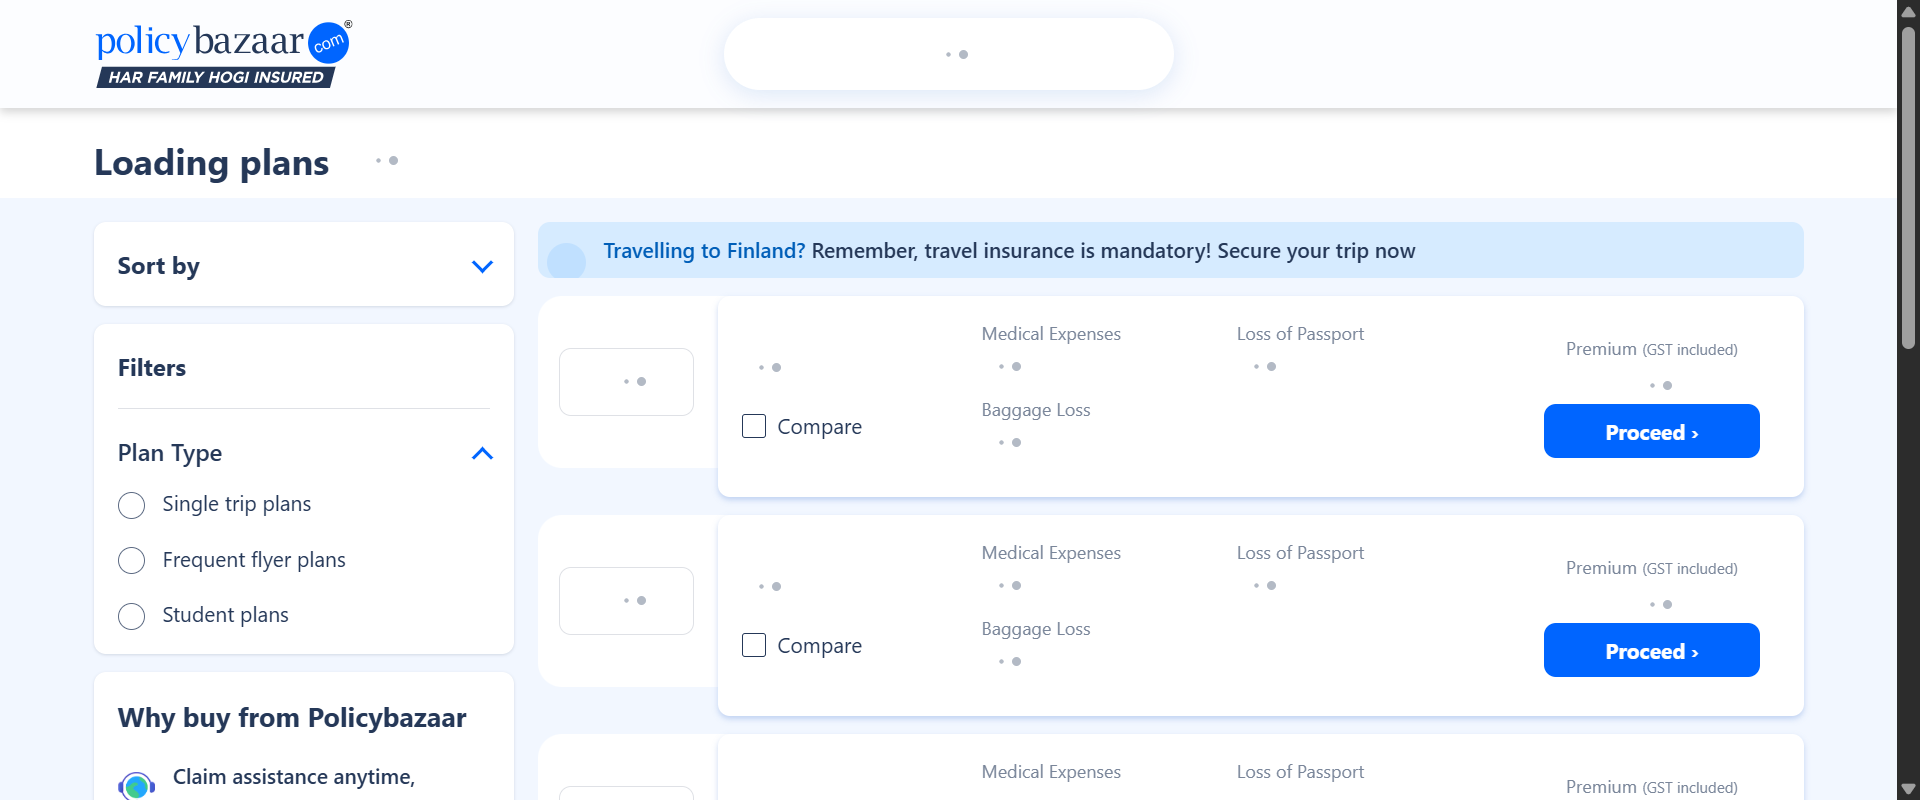 policybazaar com ®
HAR FAMILY HOGI INSURED
Loading plans
Sort by
Filters
Plan Type
Single trip plans
Frequent flyer plans
Student plans
Why buy from Policybazaar
Claim assistance anytime,
Travelling to Finland? Remember, travel insurance is mandatory! Secure your trip now
Medical Expenses
Loss of Passport
Premium (GST included)
Baggage Loss
Compare
Proceed ›
Medical Expenses
Loss of Passport
Premium (GST included)
Baggage Loss
Compare
Proceed ›
Medical Expenses
Loss of Passport
Premium (GST included)